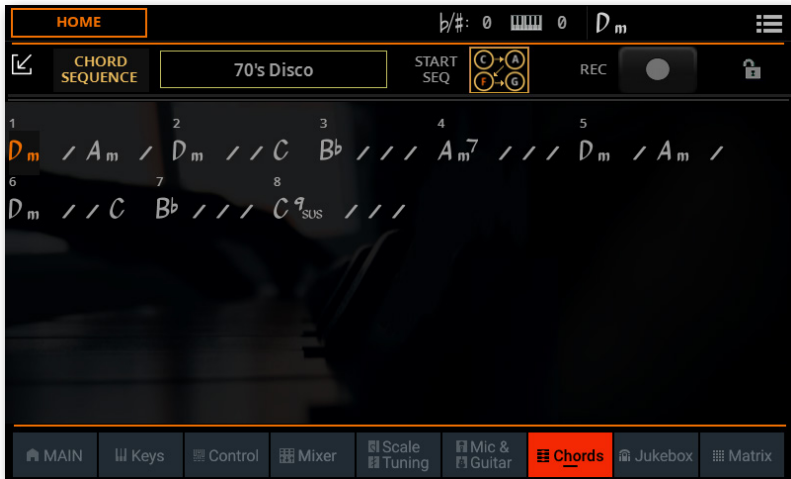 HOME ♭/#: 0 0 Dm
CHORD SEQUENCE 70's Disco START SEQ C A F G REC
1 2 3 4 5
Dm / Am / Dm / / C B♭ / / / Am7 / / / Dm / Am /
6 7 8
Dm / / C B♭ / / / C9sus / / /
MAIN Keys Control Mixer Scale Tuning Mic & Guitar Chords Jukebox Matrix